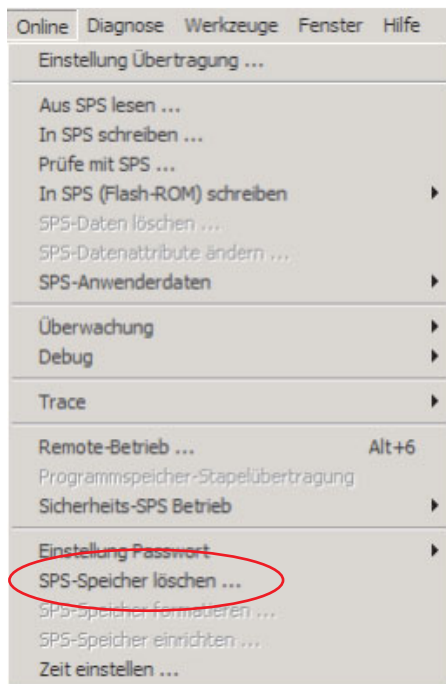 Online Diagnose Werkzeuge Fenster Hilfe
Einstellung Übertragung ...
Aus SPS lesen ...
In SPS schreiben ...
Prüfe mit SPS ...
In SPS (Flash-ROM) schreiben
SPS-Daten löschen ...
SPS-Datenattribute ändern ...
SPS-Anwenderdaten
Überwachung
Debug
Trace
Remote-Betrieb ... Alt+6
Programmspeicher-Stapelübertragung
Sicherheits-SPS Betrieb
Einstellung Passwort
SPS-Speicher löschen ...
SPS-Speicher formatieren ...
SPS-Speicher einrichten ...
Zeit einstellen ...